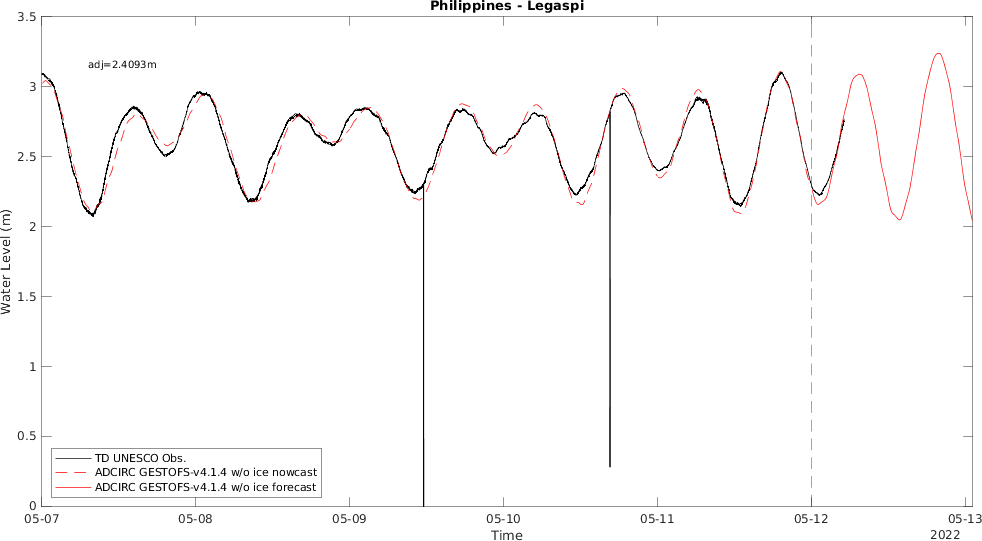 Philippines - Legaspi
3.5
adj=2.4093m
3
2.5
2
1.5
1
0.5
0
Water Level (m)
TD UNESCO Obs.
ADCIRC GESTOFS-v4.1.4 w/o ice nowcast
ADCIRC GESTOFS-v4.1.4 w/o ice forecast
05-07 05-08 05-09 05-10 05-11 05-12 05-13
Time
2022